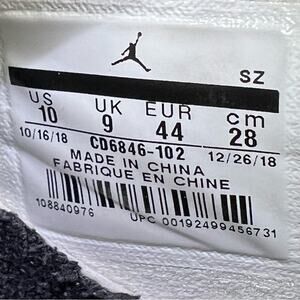 SZ
US UK EUR cm
10 9 44 28
10/16/18 CD6846-102 12/26/18
MADE IN CHINA
FABRIQUE EN CHINE
108840976 UPC 00192499456731